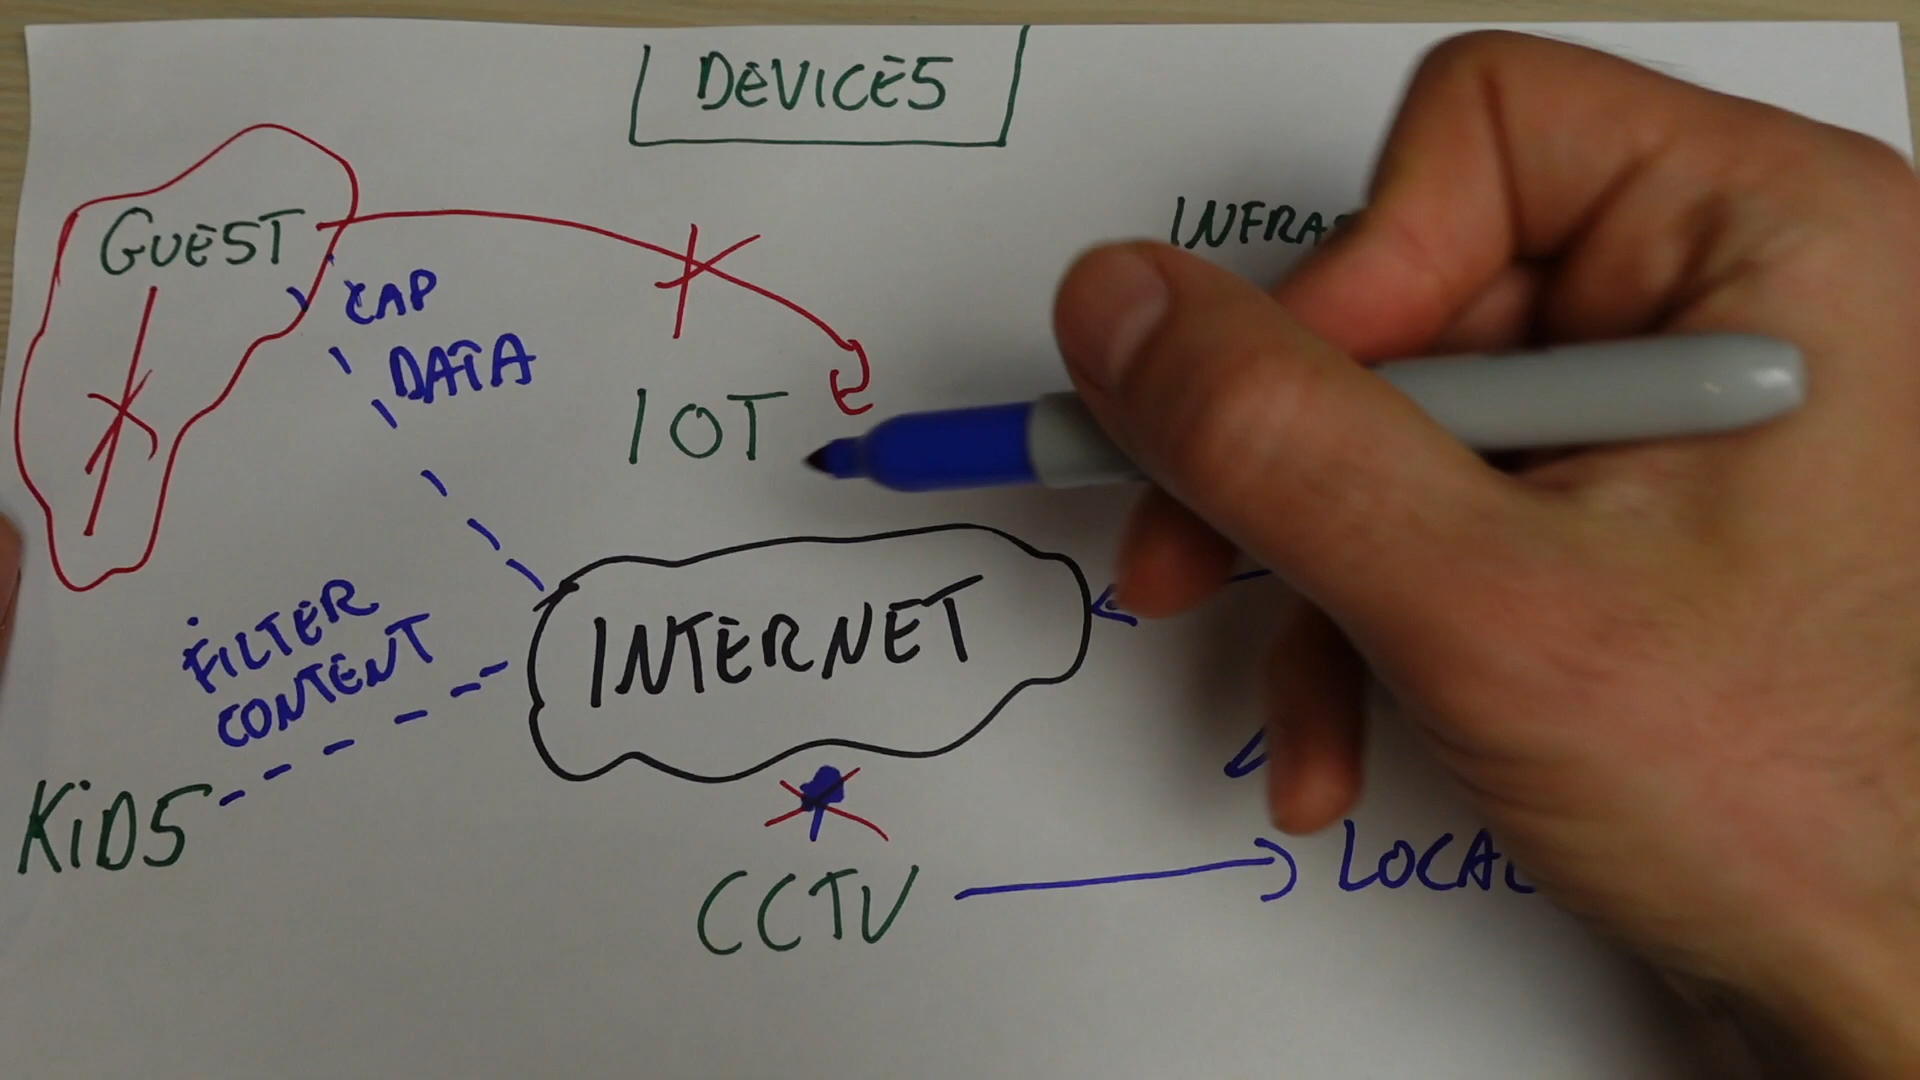 DEVICES
GUEST
CAP
DATA
IOT
INTERNET
FILTER
CONTENT
KiDS
CCTV